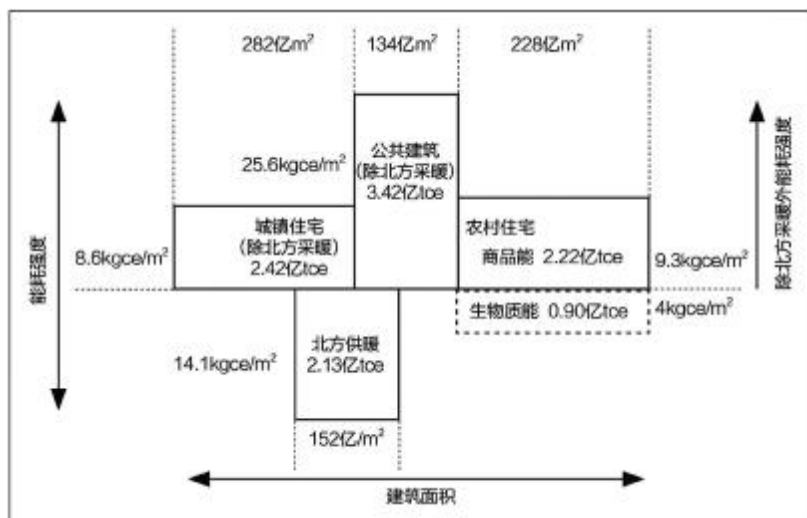 282亿m²
134亿m²
228亿m²
25.6kgce/m²
公共建筑
(除北方采暖)
3.42亿tce
城镇住宅
(除北方采暖)
2.42亿tce
8.6kgce/m²
农村住宅
商品能 2.22亿tce
9.3kgce/m²
生物质能 0.90亿tce
4kgce/m²
北方供暖
2.13亿tce
14.1kgce/m²
152亿/m²
能耗强度
除北方采暖外能耗强度
建筑面积